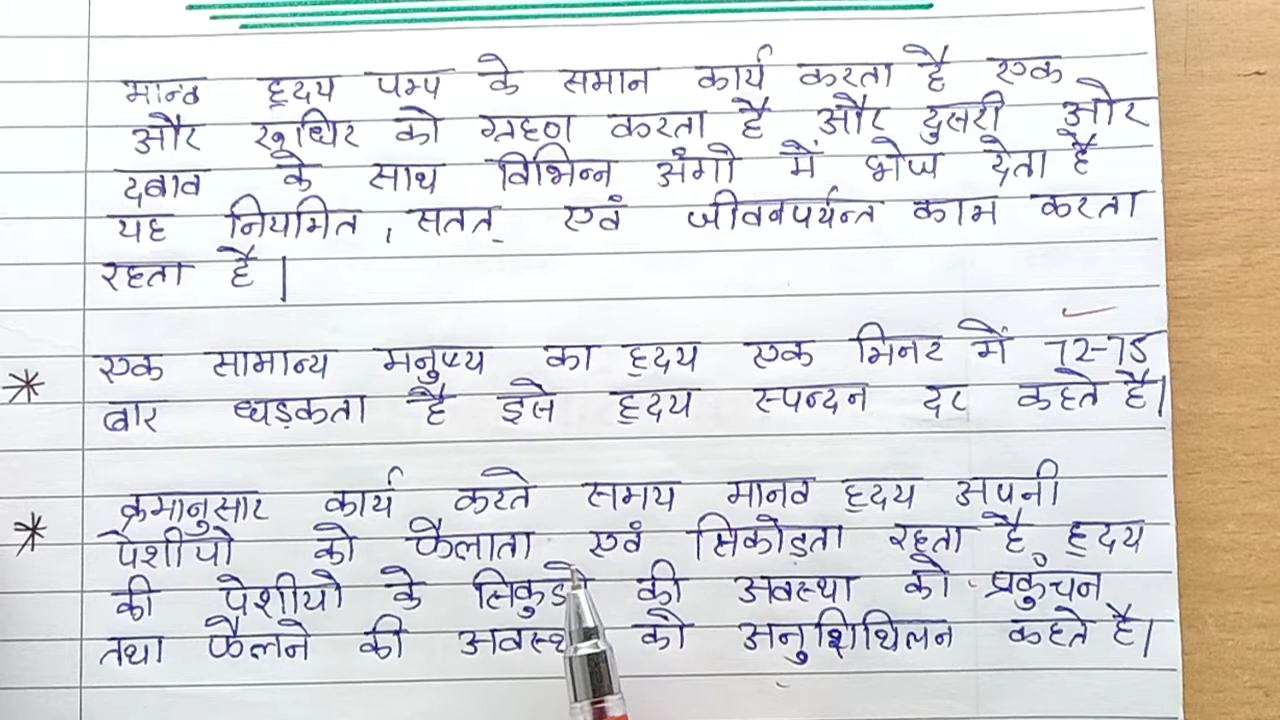 मानव हृदय पम्प के समान कार्य करता है एक
और रूधिर को ग्रहण करता है और दुसरी और
दबाव के साथ विभिन्न अंगो में भेज देता है
यह नियमित, सतत् एवं जीवनपर्यन्त काम करता
रहता है।
* एक सामान्य मनुष्य का हृदय एक मिनट में 72-75
बार धड़कता है इसे हृदय स्पन्दन दर कहते है।
* क्रमानुसार कार्य करते समय मानव हृदय अपनी
पेशीयो को फैलाता एवं सिकोड़ता रहता है हृदय
की पेशीयो के की अवस्था को प्रकुंचन
तथा फैलने की अवस्था को अनुशिथिलन कहते है।